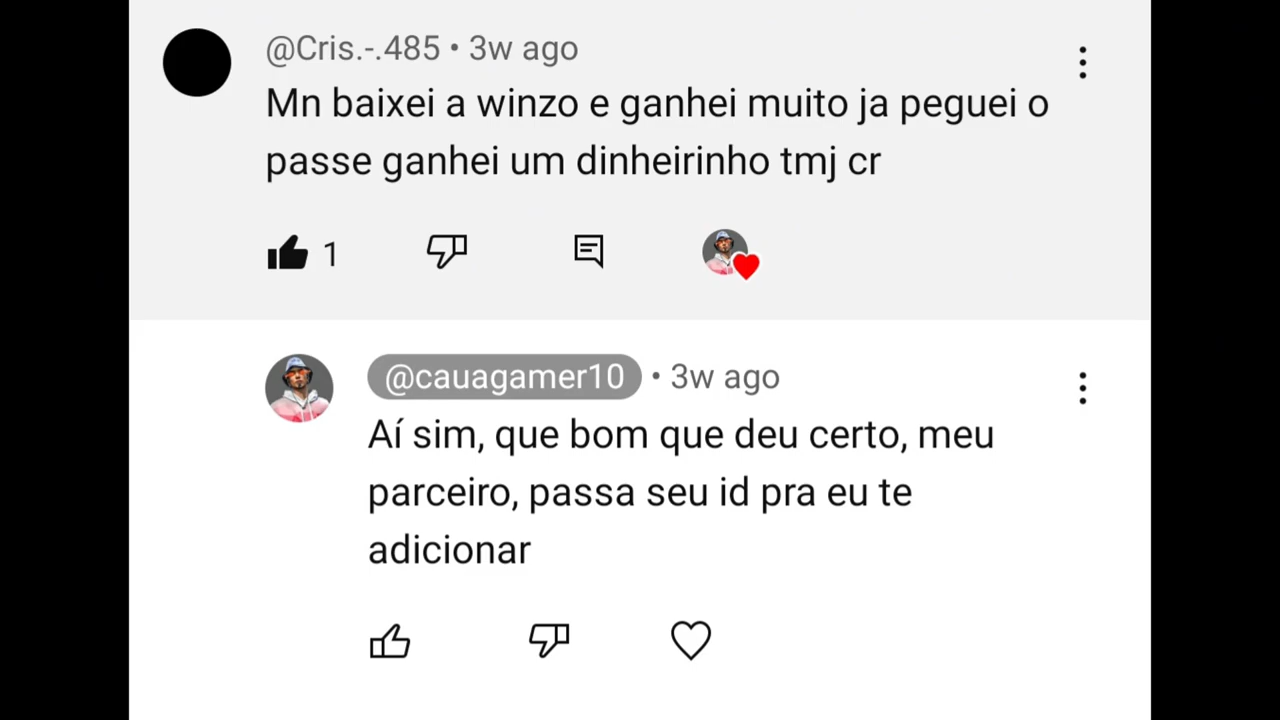 @Cris.-.485 • 3w ago
Mn baixei a winzo e ganhei muito ja peguei o
passe ganhei um dinheirinho tmj cr
1
@cauagamer10 • 3w ago
Aí sim, que bom que deu certo, meu
parceiro, passa seu id pra eu te
adicionar